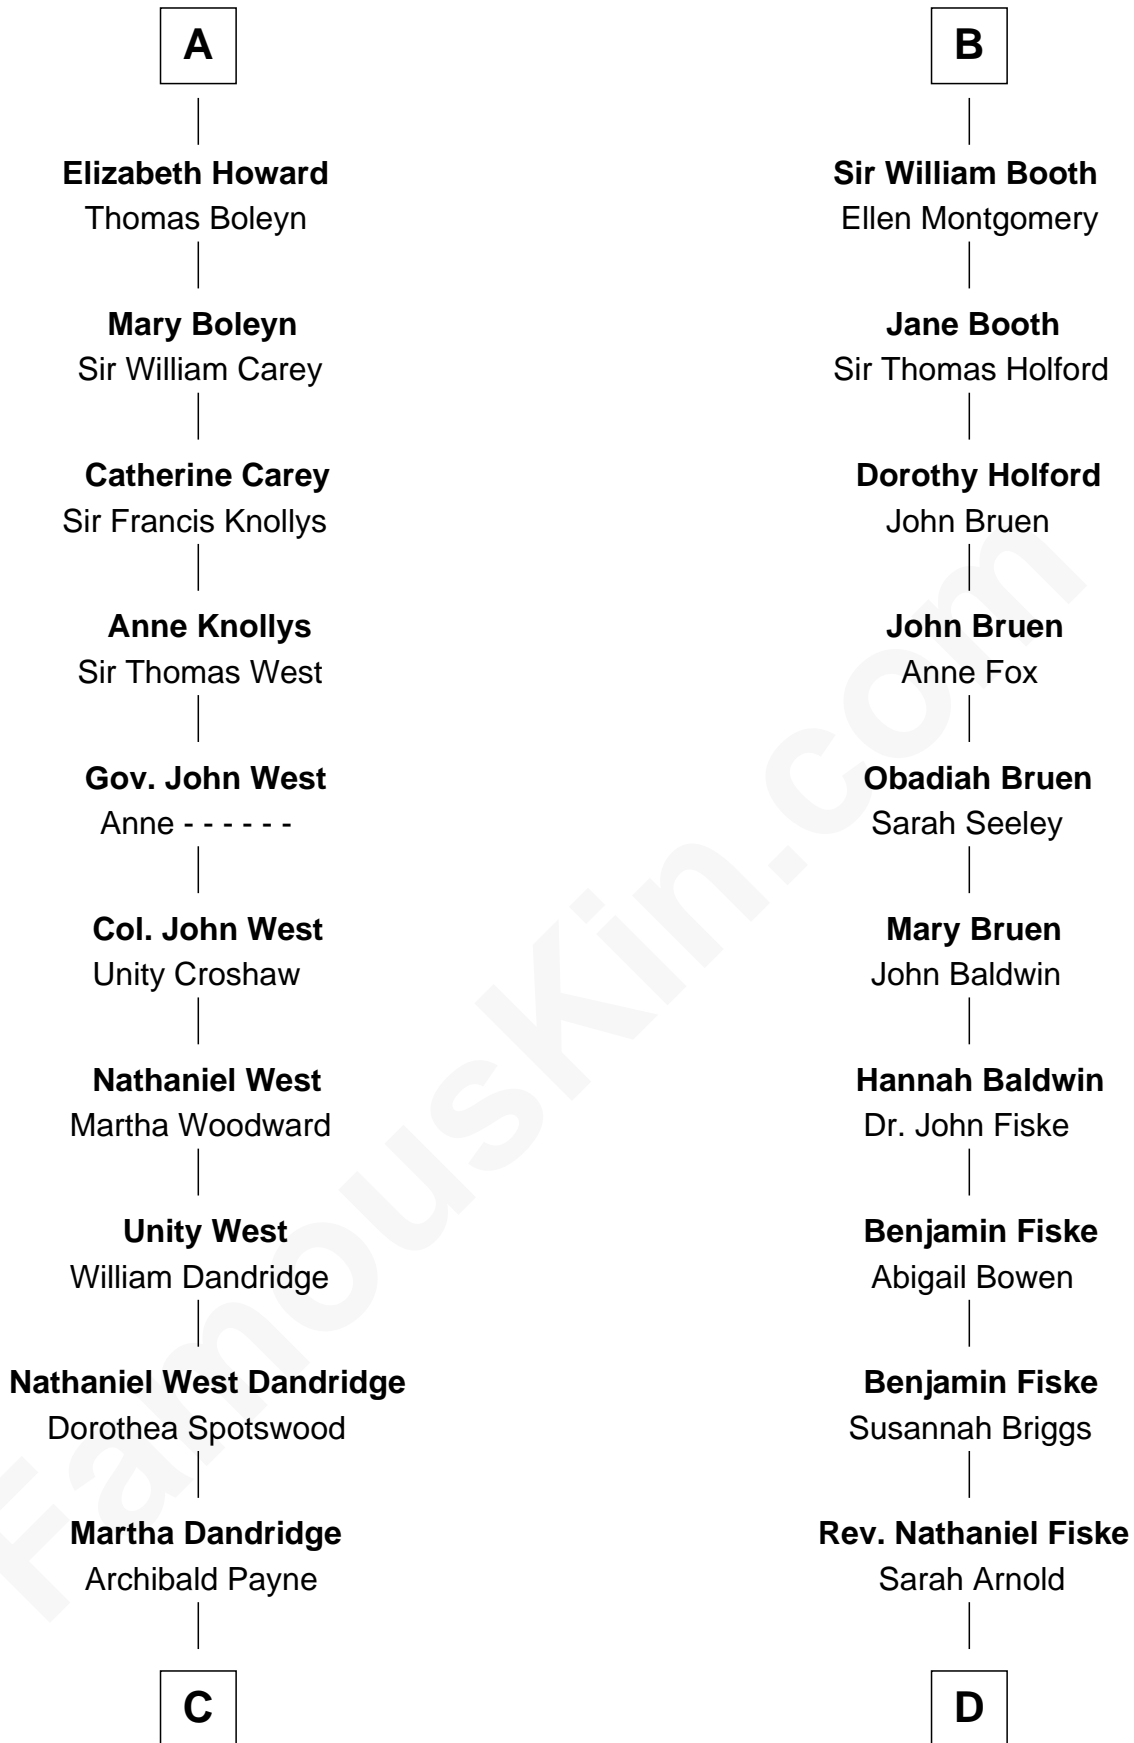 A
Elizabeth Howard
Thomas Boleyn
Mary Boleyn
Sir William Carey
Catherine Carey
Sir Francis Knollys
Anne Knollys
Sir Thomas West
Gov. John West
Anne - - - - - -
Col. John West
Unity Croshaw
Nathaniel West
Martha Woodward
Unity West
William Dandridge
Nathaniel West Dandridge
Dorothea Spotswood
Martha Dandridge
Archibald Payne
C
B
Sir William Booth
Ellen Montgomery
Jane Booth
Sir Thomas Holford
Dorothy Holford
John Bruen
John Bruen
Anne Fox
Obadiah Bruen
Sarah Seeley
Mary Bruen
John Baldwin
Hannah Baldwin
Dr. John Fiske
Benjamin Fiske
Abigail Bowen
Benjamin Fiske
Susannah Briggs
Rev. Nathaniel Fiske
Sarah Arnold
D
FamousKin.com